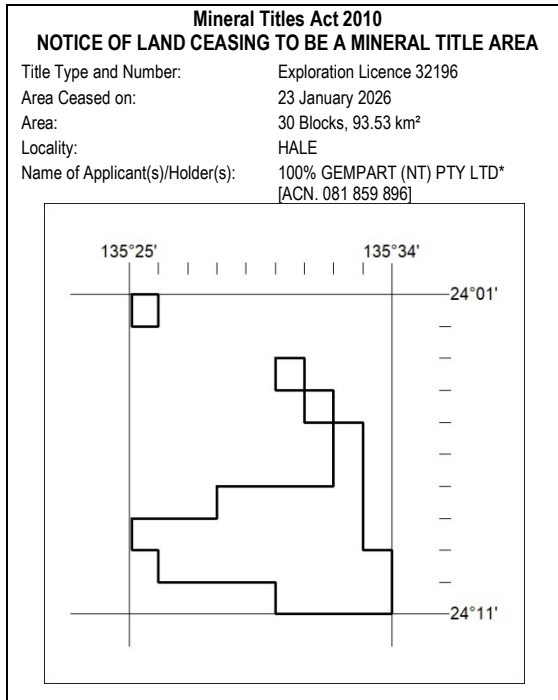 Mineral Titles Act 2010
NOTICE OF LAND CEASING TO BE A MINERAL TITLE AREA
Title Type and Number: Exploration Licence 32196
Area Ceased on: 23 January 2026
Area: 30 Blocks, 93.53 km²
Locality: HALE
Name of Applicant(s)/Holder(s): 100% GEMPART (NT) PTY LTD*
[ACN. 081 859 896]
135°25' 135°34'
24°01'
24°11'